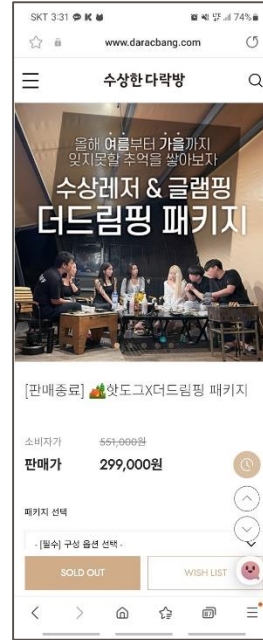 SKT 3:31
74%
www.daracbang.com
수상한다락방
올해 여름부터 가을까지
잊지못할 추억을 쌓아보자
수상레저 & 글램핑
더드림핑 패키지
[판매종료] 🏕️핫도그X더드림핑 패키지
소비자가 551,000원
판매가 299,000원
패키지 선택
- [필수] 구성 옵션 선택 -
SOLD OUT WISH LIST